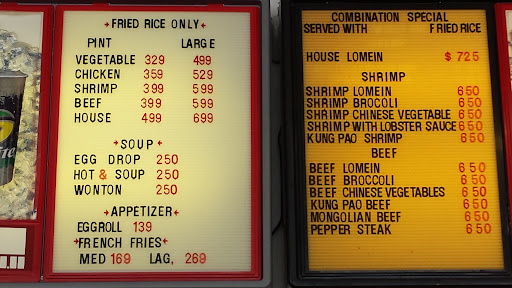 FRIED RICE ONLY
PINT LARGE
VEGETABLE 329 499
CHICKEN 359 529
SHRIMP 399 599
BEEF 399 599
HOUSE 499 699
SOUP
EGG DROP 250
HOT & SOUP 250
WONTON 250
APPETIZER
EGGROLL 139
FRENCH FRIES
MED 169 LAG, 269
COMBINATION SPECIAL
SERVED WITH FRIED RICE
HOUSE LOMEIN $725
SHRIMP
SHRIMP LOMEIN 650
SHRIMP BROCOLI 650
SHRIMP CHINESE VEGETABLE 650
SHRIMP WITH LOBSTER SAUCE 650
KUNG PAO SHRIMP 650
BEEF
BEEF LOMEIN 650
BEEF BROCCOLI 650
BEEF CHINESE VEGETABLES 650
KUNG PAO BEEF 650
MONGOLIAN BEEF 650
PEPPER STEAK 650